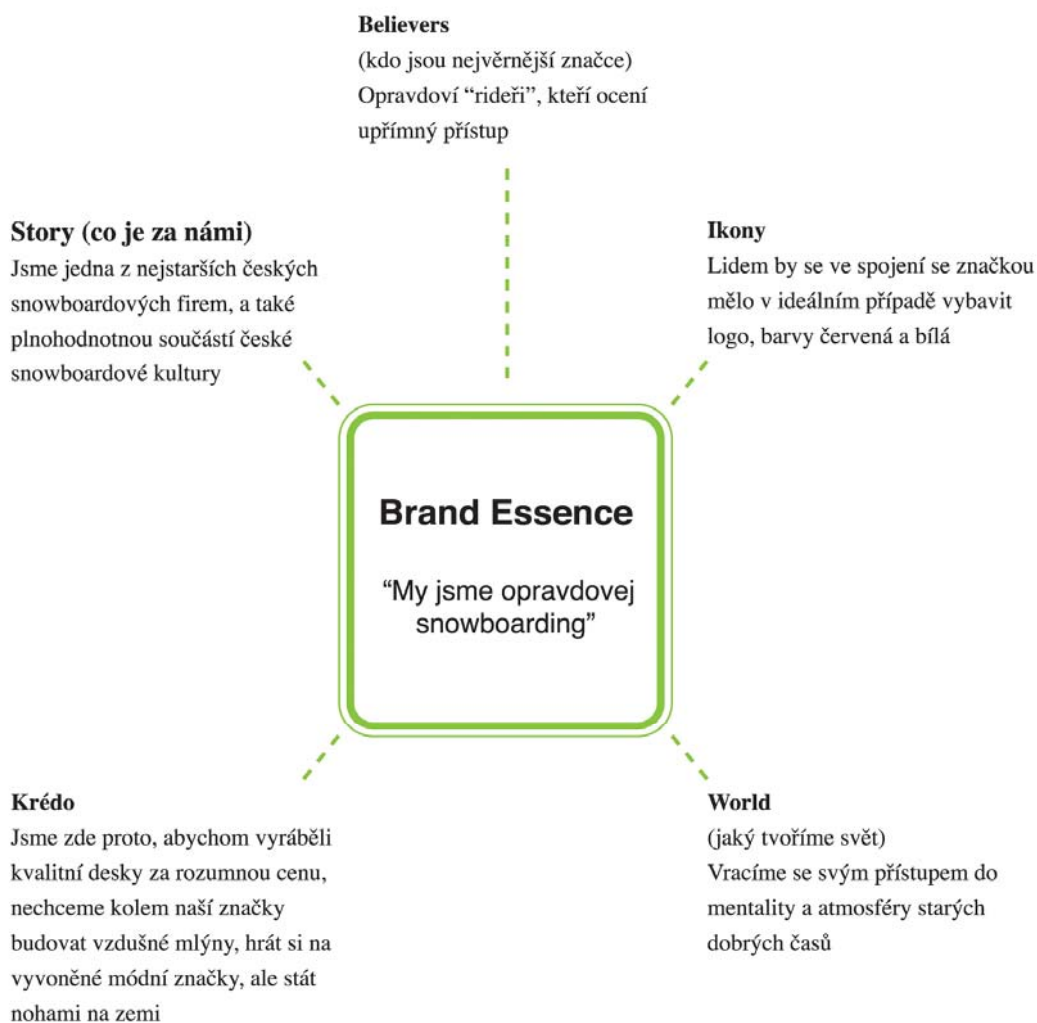 Believers
(kdo jsou nejvěrnější značce)
Opravdoví “rideři”, kteří ocení
upřímný přístup
Story (co je za námi)
Jsme jedna z nejstarších českých
snowboardových firem, a také
plnohodnotnou součástí české
snowboardové kultury
Ikony
Lidem by se ve spojení se značkou
mělo v ideálním případě vybavit
logo, barvy červená a bílá
Brand Essence
“My jsme opravdovej
snowboarding”
Krédo
Jsme zde proto, abychom vyráběli
kvalitní desky za rozumnou cenu,
nechceme kolem naší značky
budovat vzdušné mlýny, hrát si na
vyvoněné módní značky, ale stát
nohami na zemi
World
(jaký tvoříme svět)
Vracíme se svým přístupem do
mentality a atmosféry starých
dobrých časů